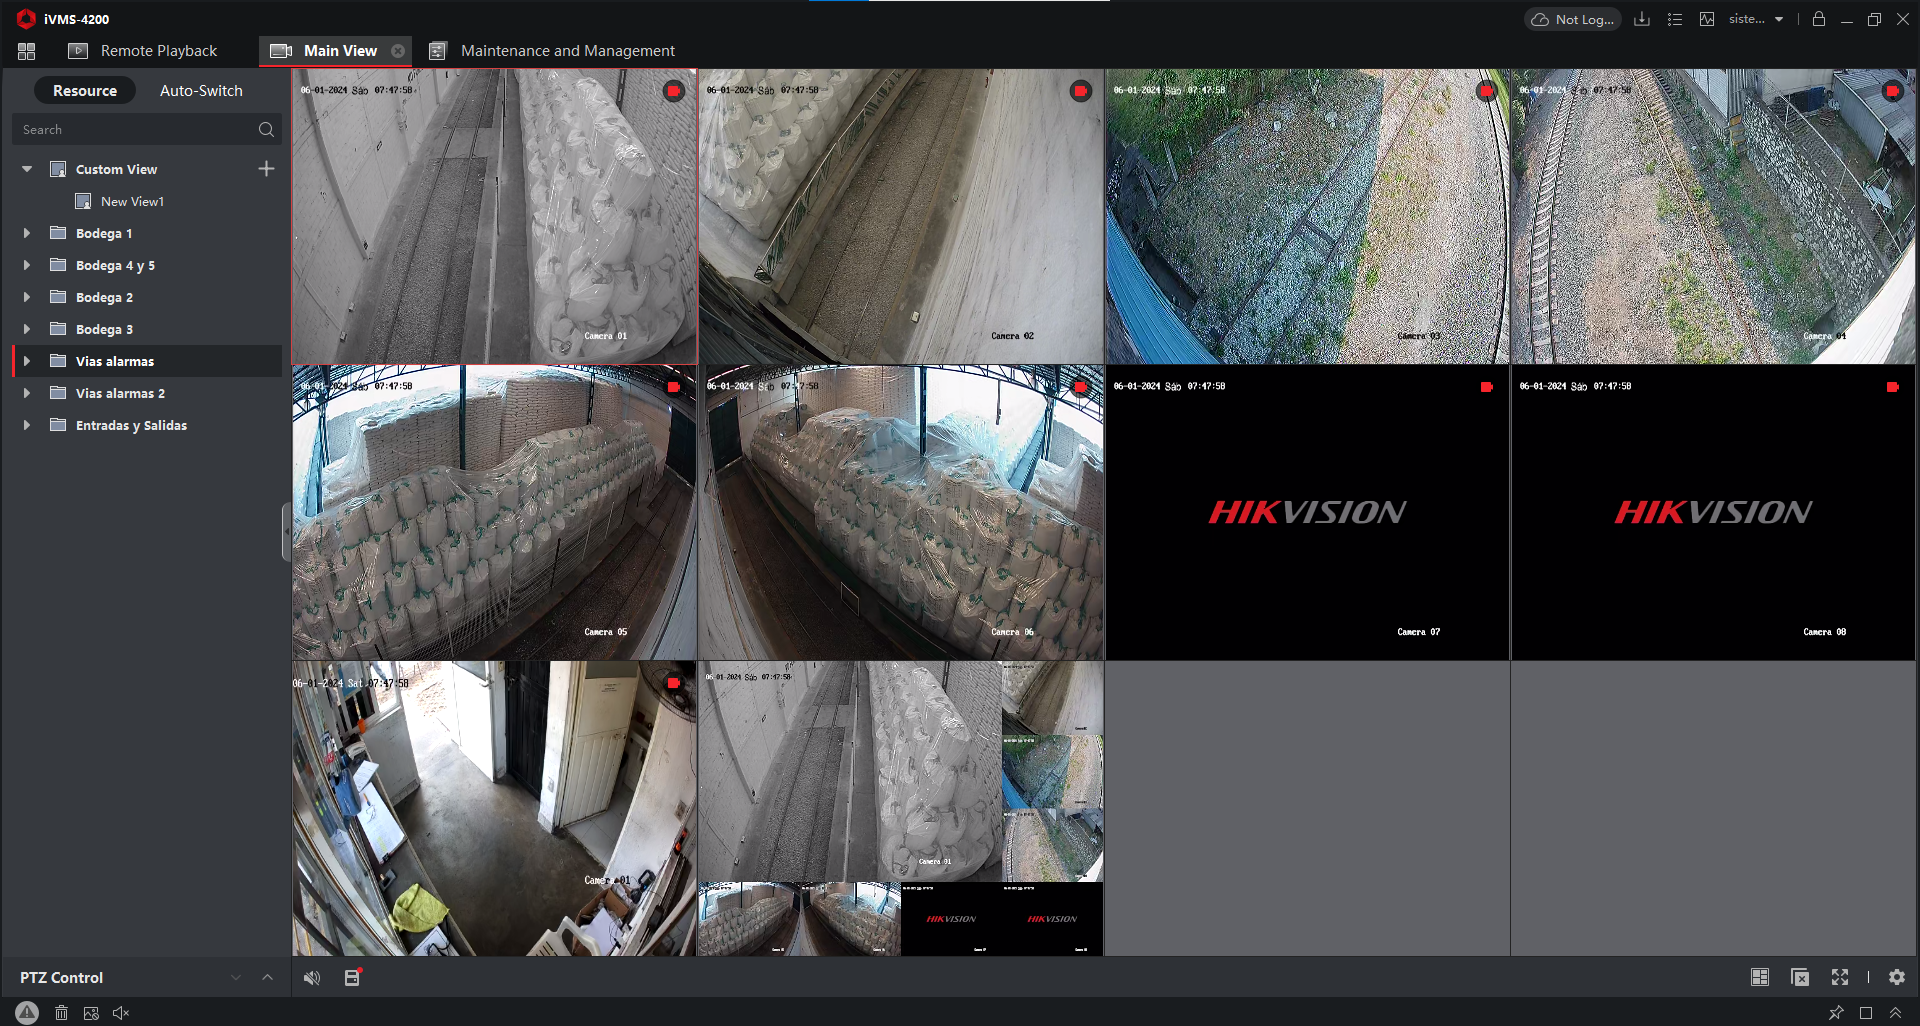 iVMS-4200
Not Log...
siste...
Remote Playback
Main View
Maintenance and Management
Resource
Auto-Switch
Search
Custom View
New View1
Bodega 1
Bodega 4 y 5
Bodega 2
Bodega 3
Vias alarmas
Vias alarmas 2
Entradas y Salidas
06-01-2024 Sáb 07:47:58
Camera 01
06-01-2024 Sáb 07:47:58
Camera 02
06-01-2024 Sáb 07:47:58
Camera 03
06-01-2024 Sáb 07:47:58
Camera 04
06-01-2024 Sáb 07:47:58
Camera 05
06-01-2024 Sáb 07:47:58
Camera 06
06-01-2024 Sáb 07:47:58
HIKVISION
Camera 07
06-01-2024 Sáb 07:47:58
HIKVISION
Camera 08
06-01-2024 Sat 07:47:58
Camera 01
06-01-2024 Sáb 07:47:58
Camera 01
HIKVISION
HIKVISION
PTZ Control